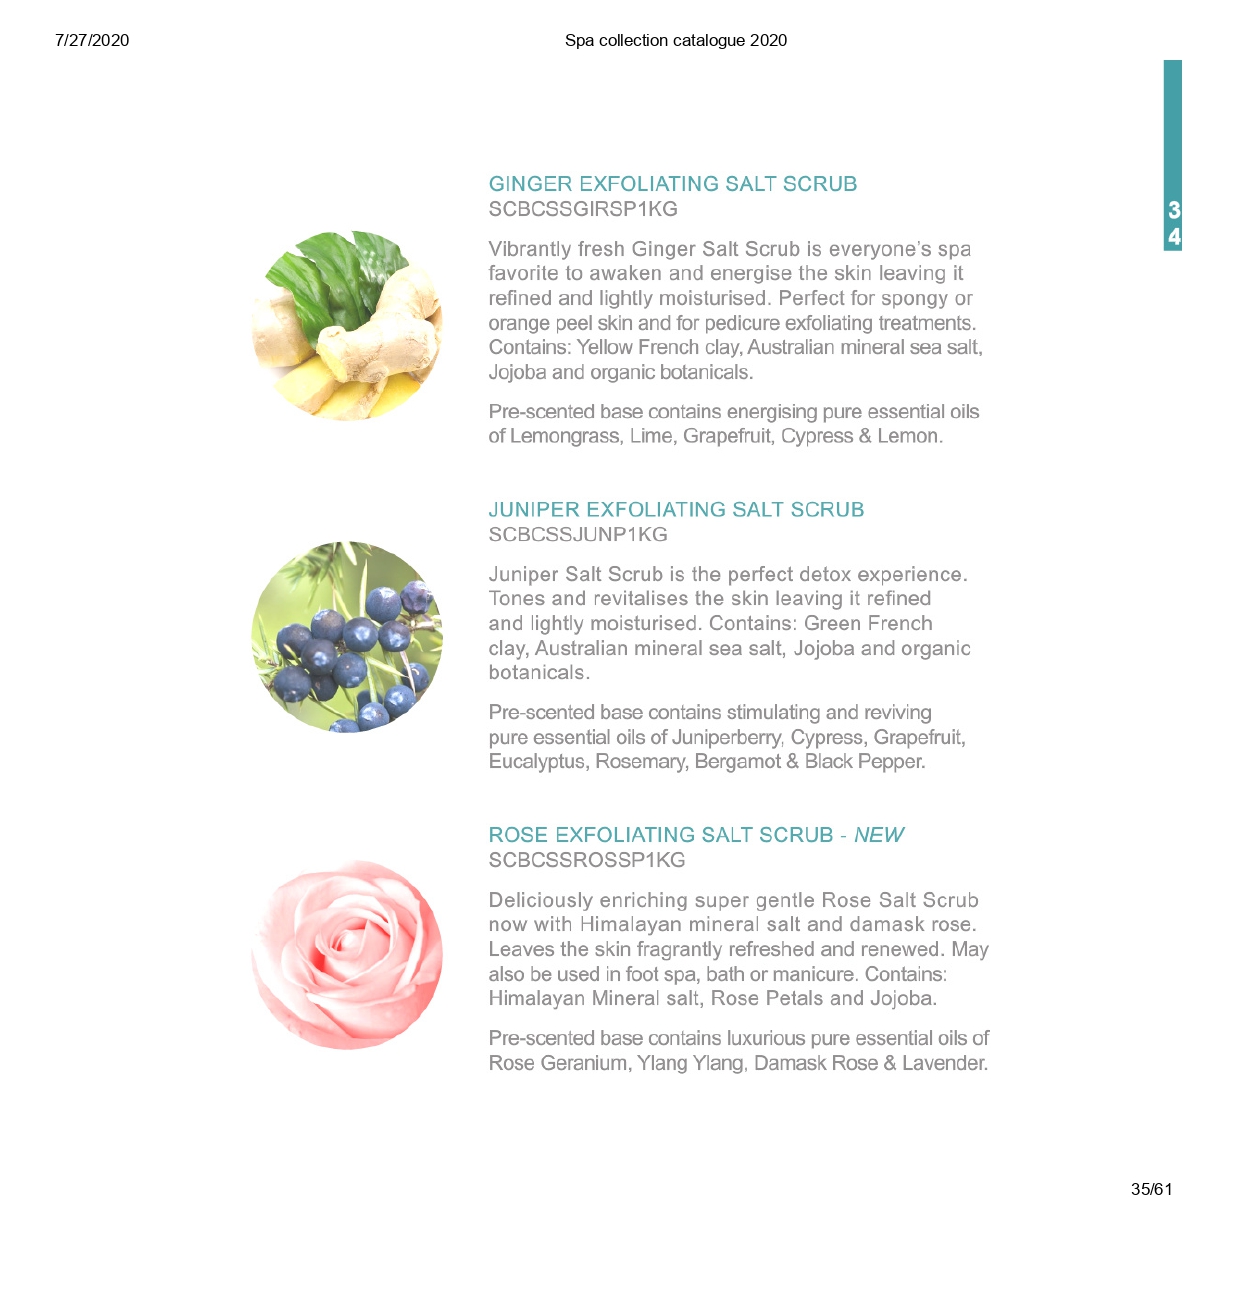 7/27/2020
Spa collection catalogue 2020
3
4
GINGER EXFOLIATING SALT SCRUB
SCBCSSGIRSP1KG
Vibrantly fresh Ginger Salt Scrub is everyone’s spa
favorite to awaken and energise the skin leaving it
refined and lightly moisturised. Perfect for spongy or
orange peel skin and for pedicure exfoliating treatments.
Contains: Yellow French clay, Australian mineral sea salt,
Jojoba and organic botanicals.
Pre-scented base contains energising pure essential oils
of Lemongrass, Lime, Grapefruit, Cypress & Lemon.
JUNIPER EXFOLIATING SALT SCRUB
SCBCSSJUNP1KG
Juniper Salt Scrub is the perfect detox experience.
Tones and revitalises the skin leaving it refined
and lightly moisturised. Contains: Green French
clay, Australian mineral sea salt, Jojoba and organic
botanicals.
Pre-scented base contains stimulating and reviving
pure essential oils of Juniperberry, Cypress, Grapefruit,
Eucalyptus, Rosemary, Bergamot & Black Pepper.
ROSE EXFOLIATING SALT SCRUB - NEW
SCBCSSROSSP1KG
Deliciously enriching super gentle Rose Salt Scrub
now with Himalayan mineral salt and damask rose.
Leaves the skin fragrantly refreshed and renewed. May
also be used in foot spa, bath or manicure. Contains:
Himalayan Mineral salt, Rose Petals and Jojoba.
Pre-scented base contains luxurious pure essential oils of
Rose Geranium, Ylang Ylang, Damask Rose & Lavender.
35/61